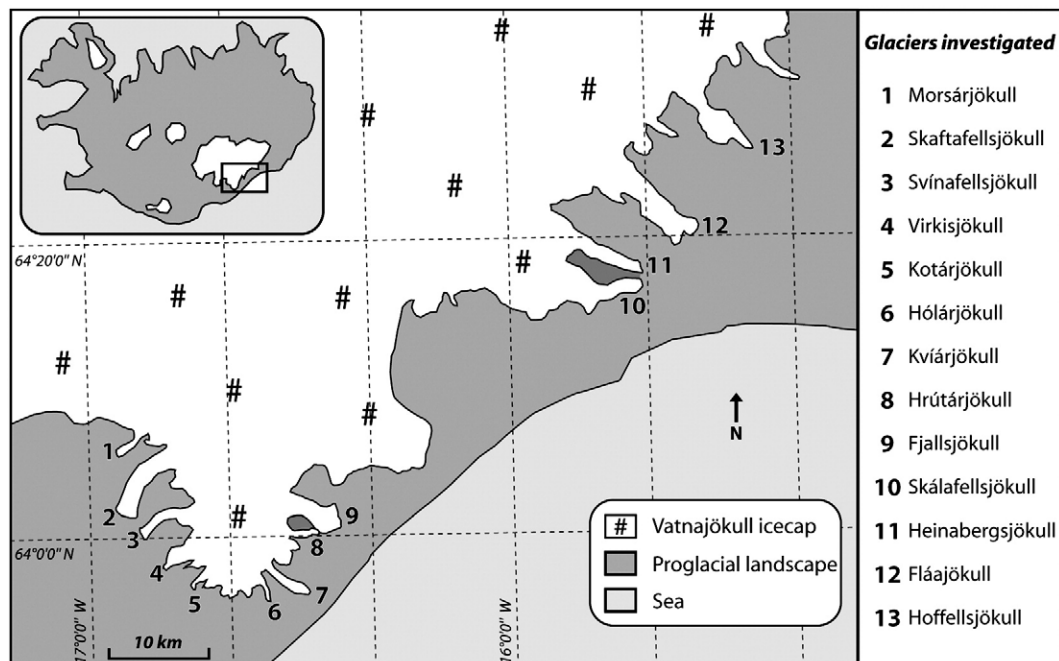 #
#
#
#
#
#
#
#
#
#
#
#
13
12
11
10
64°20'0" N
1
2
3
4
5
6
7
8
9
64°0'0" N
17°0'0" W
16°0'0" W
10 km
N
# Vatnajökull icecap
Proglacial landscape
Sea
Glaciers investigated
1 Morsárjökull
2 Skaftafellsjökull
3 Svínafellsjökull
4 Virkisjökull
5 Kotárjökull
6 Hólárjökull
7 Kvíárjökull
8 Hrútárjökull
9 Fjallsjökull
10 Skálafellsjökull
11 Heinabergsjökull
12 Fláajökull
13 Hoffellsjökull